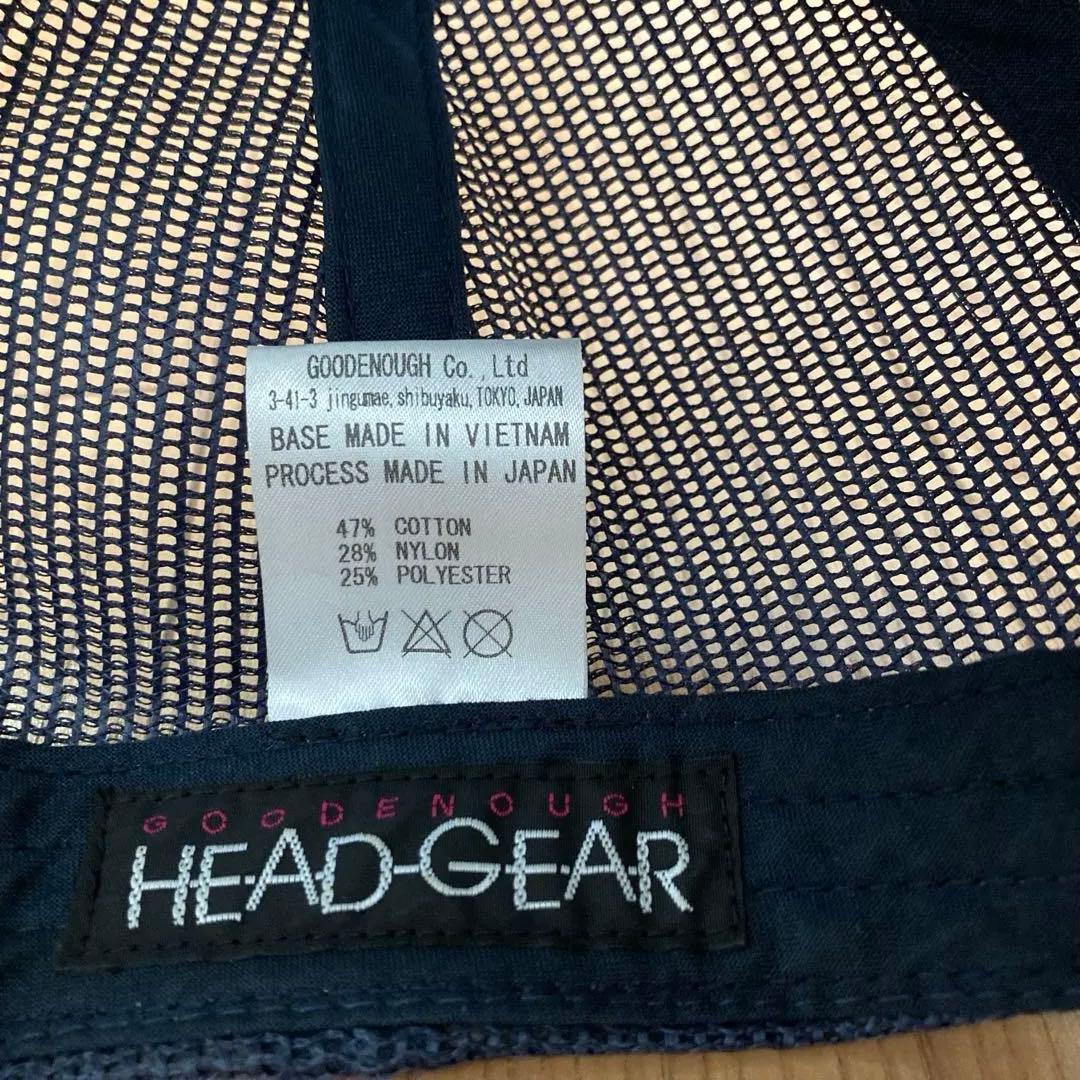 GOODENOUGH Co.,Ltd
3-41-3 jingumae, shibuyaku, TOKYO, JAPAN
BASE MADE IN VIETNAM
PROCESS MADE IN JAPAN
47% COTTON
28% NYLON
25% POLYESTER
GOODENOUGH
HEAD-GEAR